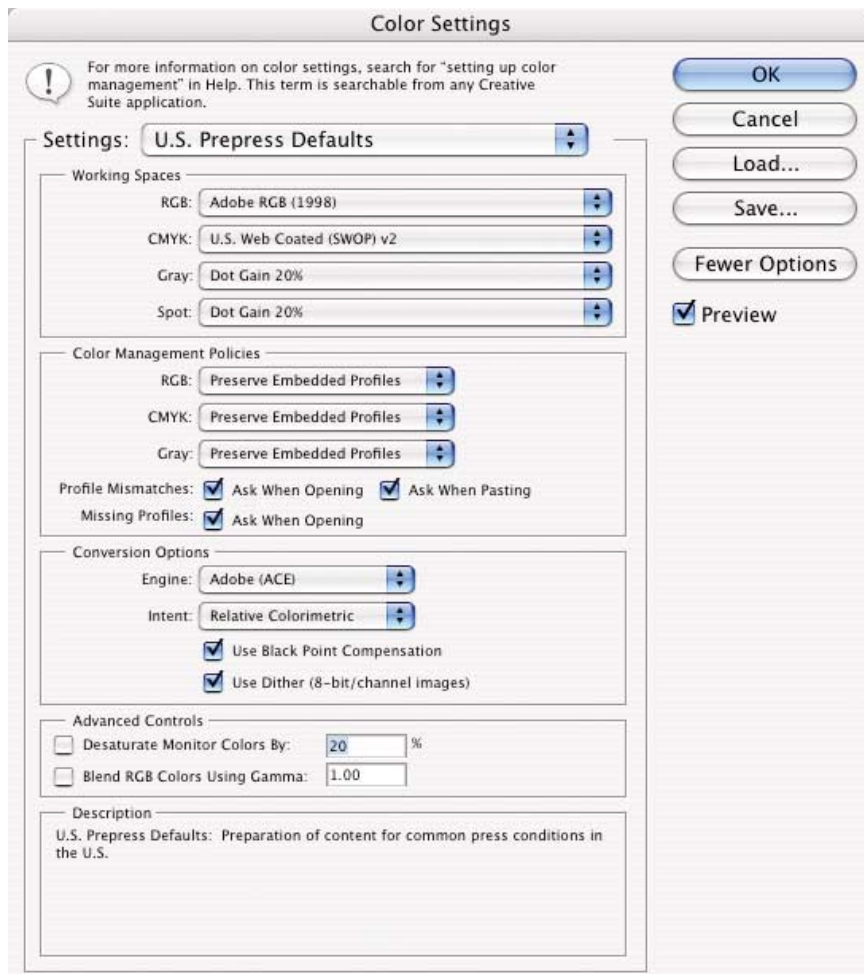 Color Settings
!
For more information on color settings, search for "setting up color
management" in Help. This term is searchable from any Creative
Suite application.
Settings: U.S. Prepress Defaults
Working Spaces
RGB: Adobe RGB (1998)
CMYK: U.S. Web Coated (SWOP) v2
Gray: Dot Gain 20%
Spot: Dot Gain 20%
Color Management Policies
RGB: Preserve Embedded Profiles
CMYK: Preserve Embedded Profiles
Gray: Preserve Embedded Profiles
Profile Mismatches: Ask When Opening Ask When Pasting
Missing Profiles: Ask When Opening
Conversion Options
Engine: Adobe (ACE)
Intent: Relative Colorimetric
Use Black Point Compensation
Use Dither (8-bit/channel images)
Advanced Controls
Desaturate Monitor Colors By: 20 %
Blend RGB Colors Using Gamma: 1.00
Description
U.S. Prepress Defaults: Preparation of content for common press conditions in
the U.S.
OK
Cancel
Load...
Save...
Fewer Options
Preview